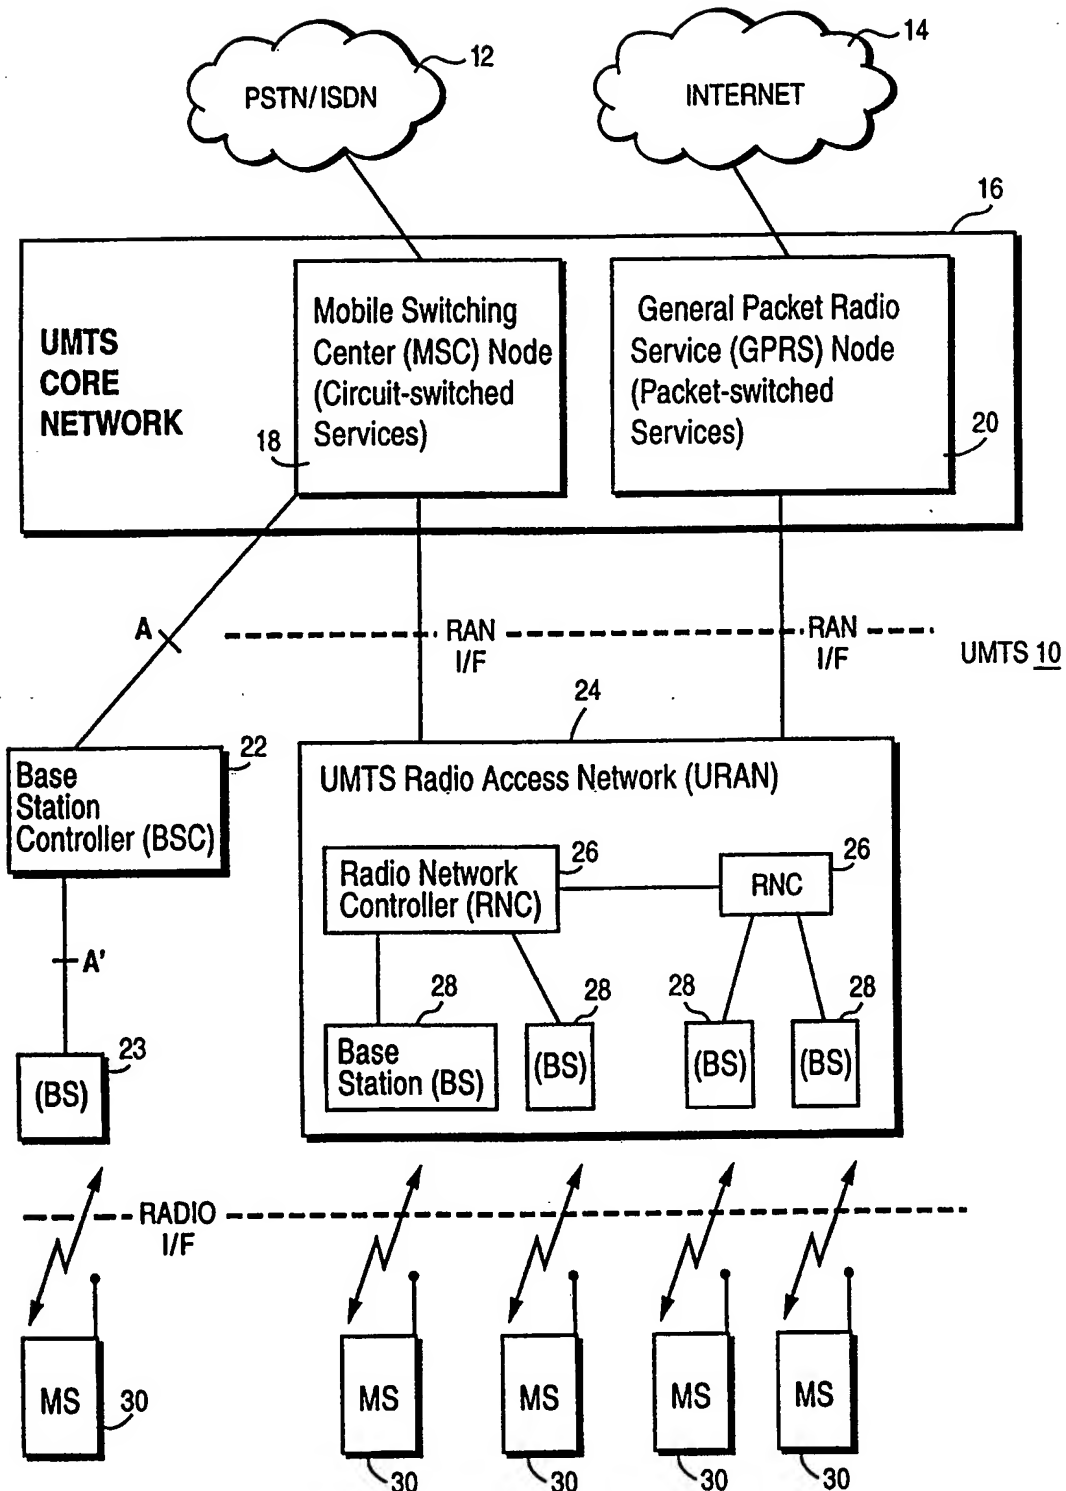 12
14
PSTN/ISDN
INTERNET
16
UMTS
CORE
NETWORK
Mobile Switching
Center (MSC) Node
(Circuit-switched
Services)
18
General Packet Radio
Service (GPRS) Node
(Packet-switched
Services)
20
A
RAN
I/F
RAN
I/F
UMTS 10
24
22
Base
Station
Controller (BSC)
UMTS Radio Access Network (URAN)
26
Radio Network
Controller (RNC)
26
RNC
A'
28
28
28
28
23
(BS)
Base
Station (BS)
(BS)
(BS)
(BS)
RADIO
I/F
MS
30
MS
30
MS
30
MS
30
MS
30